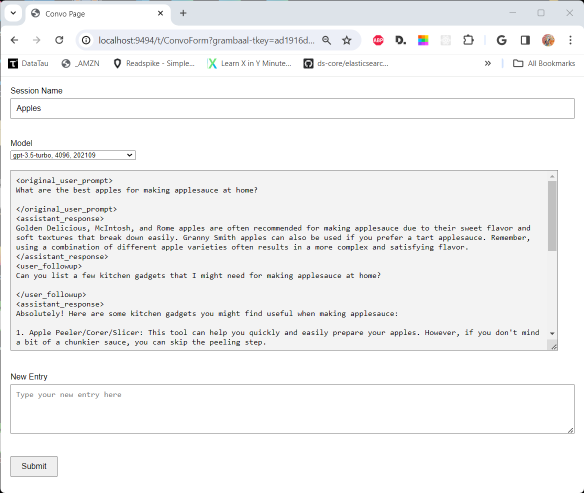 Convo Page
localhost:9494/t/ConvoForm?grambaal-tkey=ad1916d...
ABP
D.
G
DataTau
_AMZN
Readspike - Simple...
Learn X in Y Minute...
ds-core/elasticsearc...
»
All Bookmarks
Session Name
Apples
Model
gpt-3.5-turbo, 4096, 202109
<original_user_prompt>
What are the best apples for making applesauce at home?
</original_user_prompt>
<assistant_response>
Golden Delicious, McIntosh, and Rome apples are often recommended for making applesauce due to their sweet flavor and
soft textures that break down easily. Granny Smith apples can also be used if you prefer a tart applesauce. Remember,
using a combination of different apple varieties often results in a more complex and satisfying flavor.
</assistant_response>
<user_followup>
Can you list a few kitchen gadgets that I might need for making applesauce at home?
</user_followup>
<assistant_response>
Absolutely! Here are some kitchen gadgets you might find useful when making applesauce:
1. Apple Peeler/Corer/Slicer: This tool can help you quickly and easily prepare your apples. However, if you don't mind
a bit of a chunkier sauce, you can skip the peeling step.
New Entry
Type your new entry here
Submit